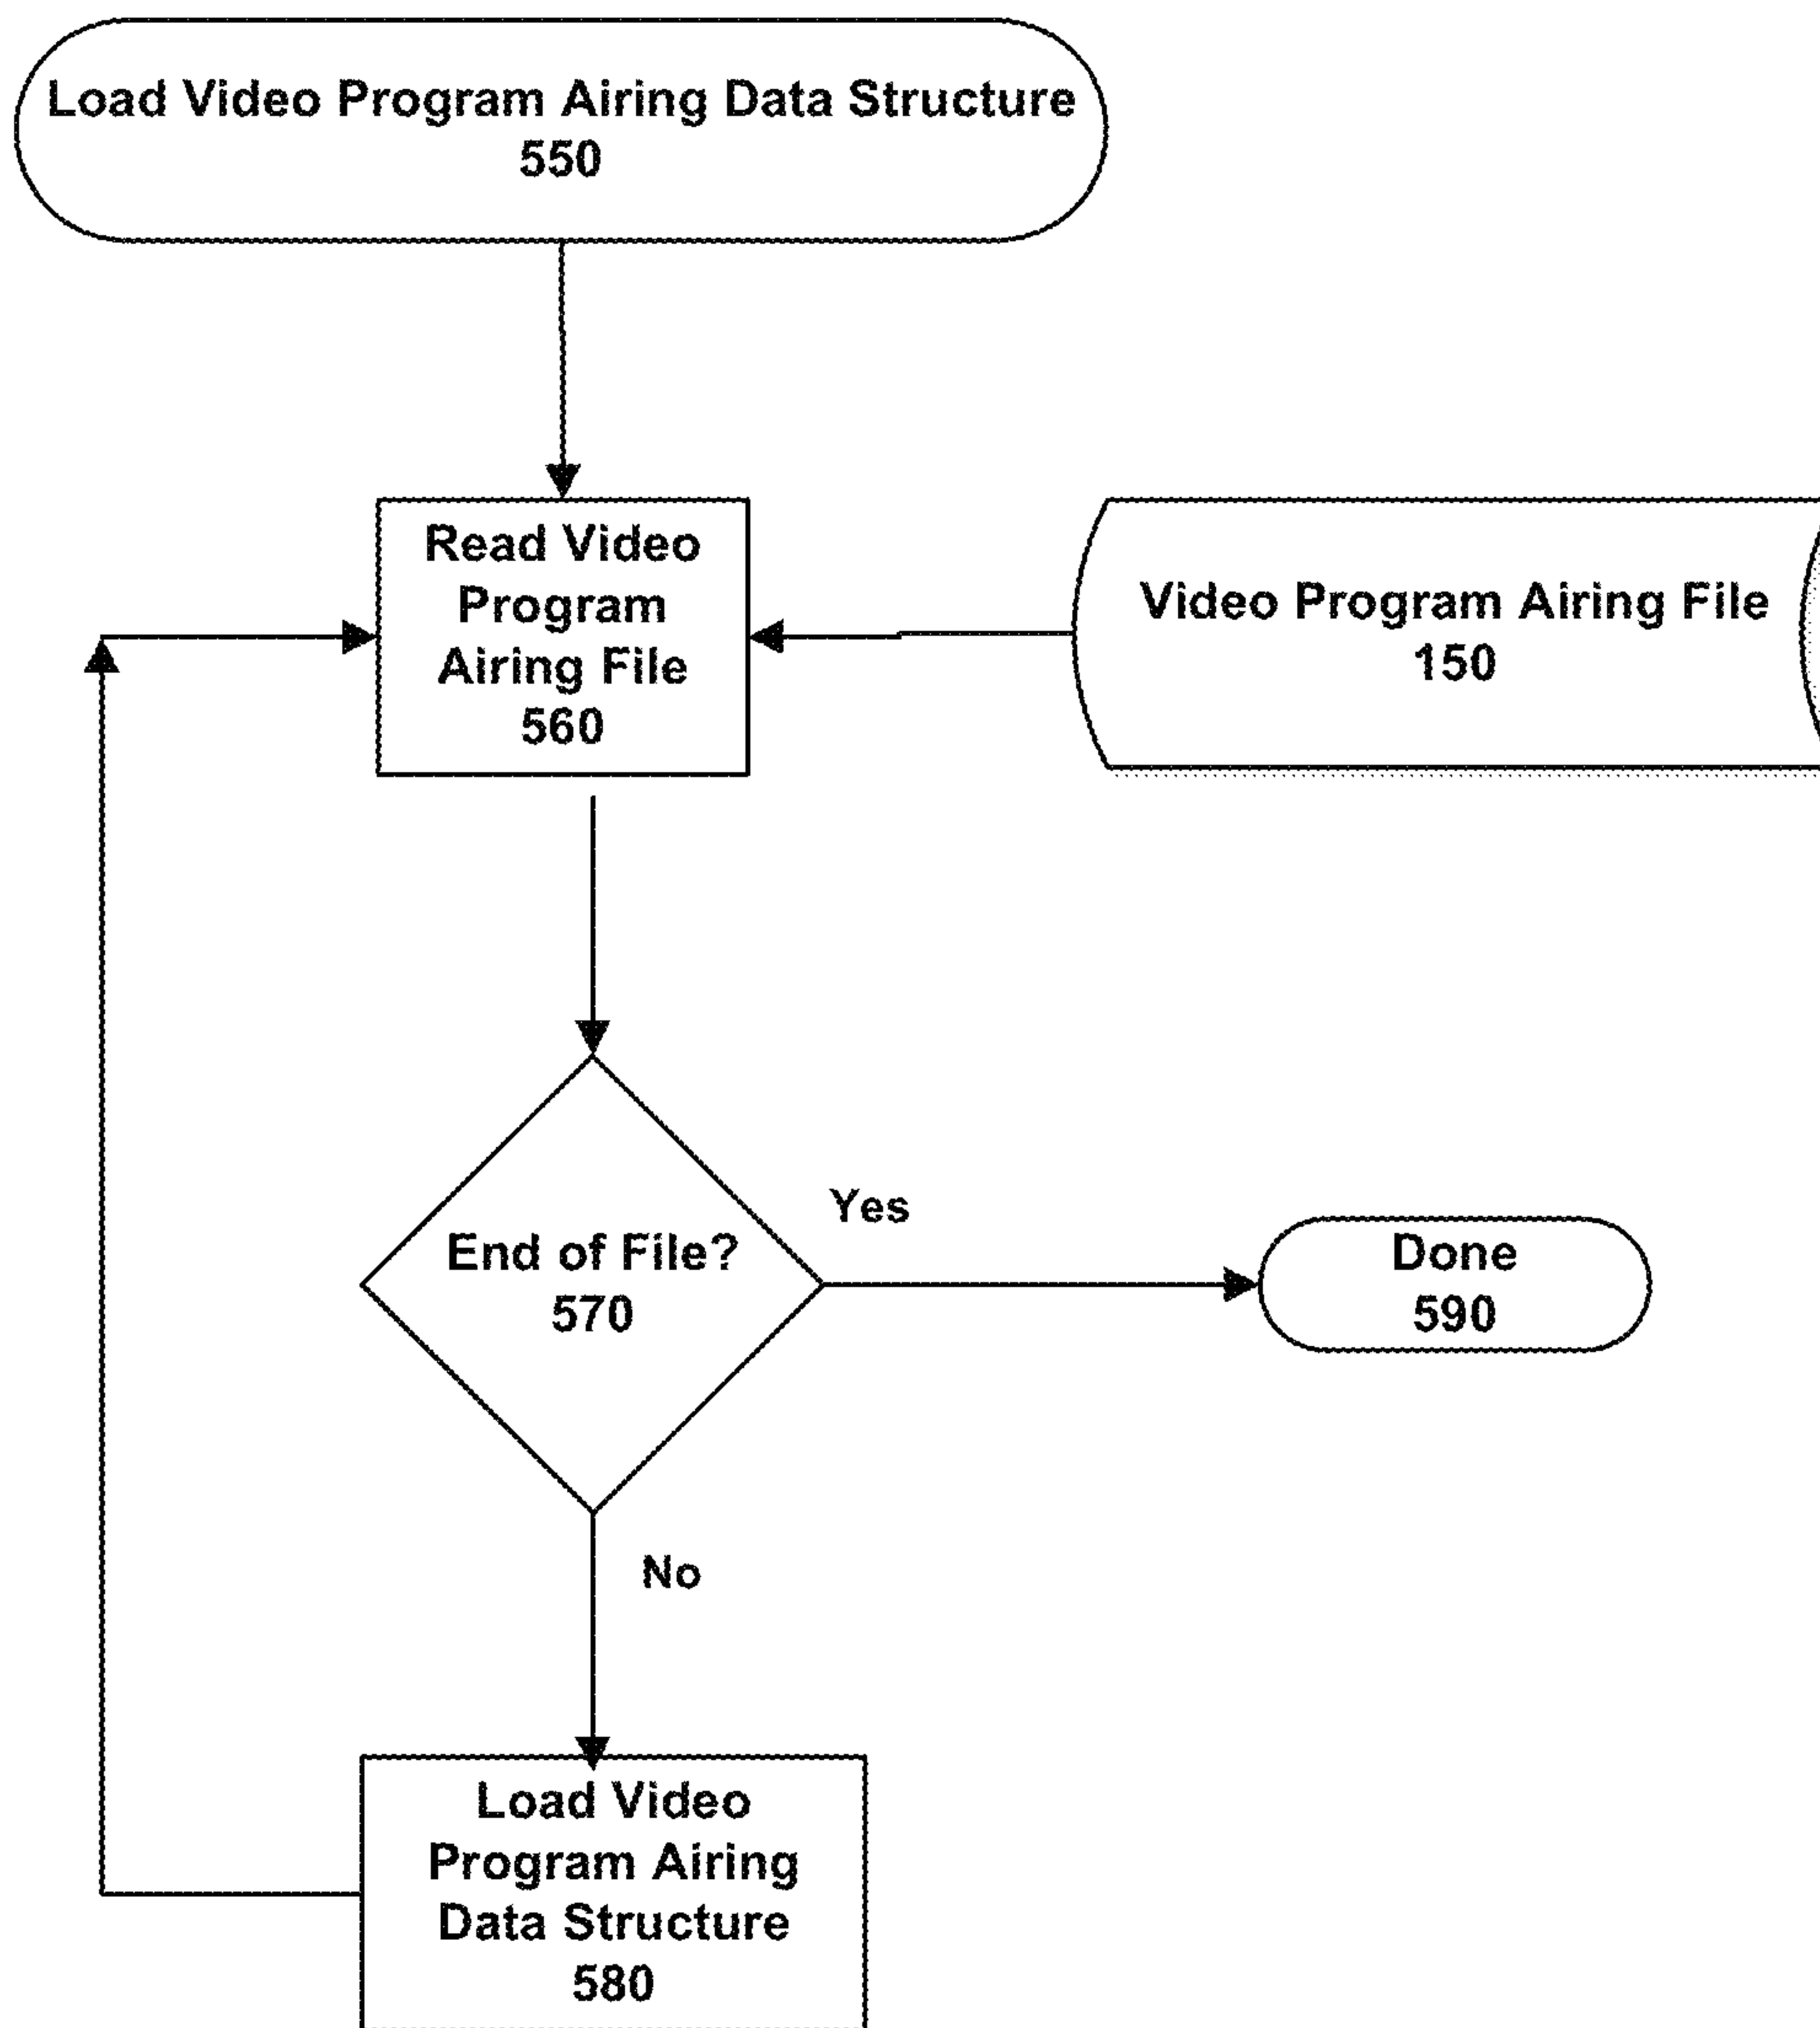 Load Video Program Airing Data Structure
550
Read Video
Program
Airing File
560
Video Program Airing File
150
End of File?
570
Yes
Done
590
No
Load Video
Program Airing
Data Structure
580